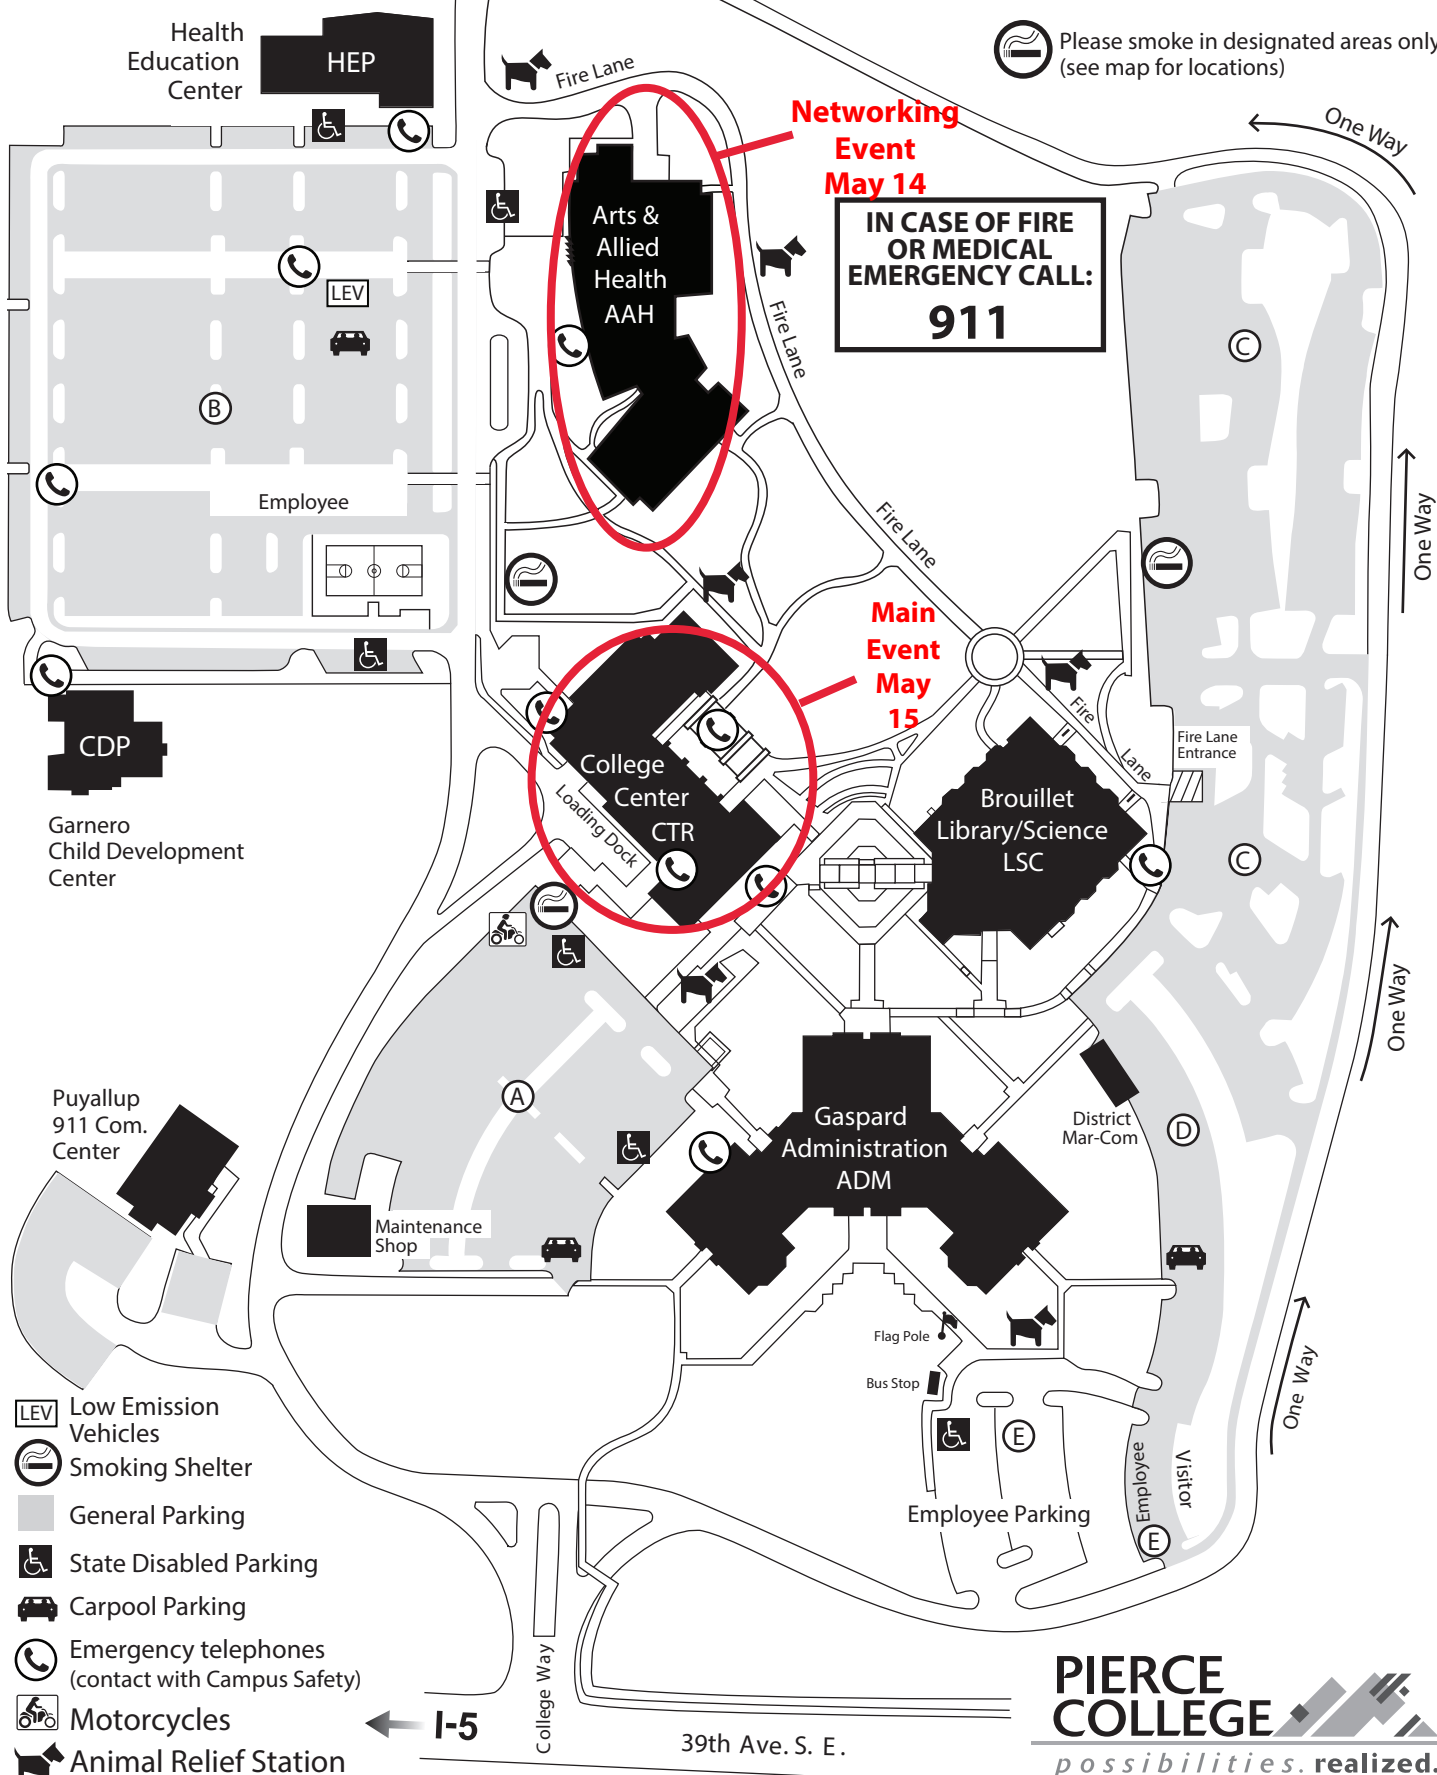 Health
Education
Center
HEP
Fire Lane
Please smoke in designated areas only
(see map for locations)
One Way
Networking
Event
May 14
IN CASE OF FIRE
OR MEDICAL
EMERGENCY CALL:
911
Arts &
Allied
Health
AAH
LEV
Fire Lane
C
B
Employee
Fire Lane
One Way
Main
Event
May
15
CDP
Garnero
Child Development
Center
College
Center
CTR
Loading Dock
Fire
Lane
Fire Lane
Entrance
Brouillet
Library/Science
LSC
C
One Way
Puyallup
911 Com.
Center
A
Gaspard
Administration
ADM
District
Mar-Com
D
Maintenance
Shop
Flag Pole
Bus Stop
E
One Way
Employee
Visitor
Employee Parking
E
LEV
Low Emission
Vehicles
Smoking Shelter
General Parking
State Disabled Parking
Carpool Parking
Emergency telephones
(contact with Campus Safety)
Motorcycles
Animal Relief Station
I-5
College Way
39th Ave. S. E.
PIERCE
COLLEGE
possibilities. realized.